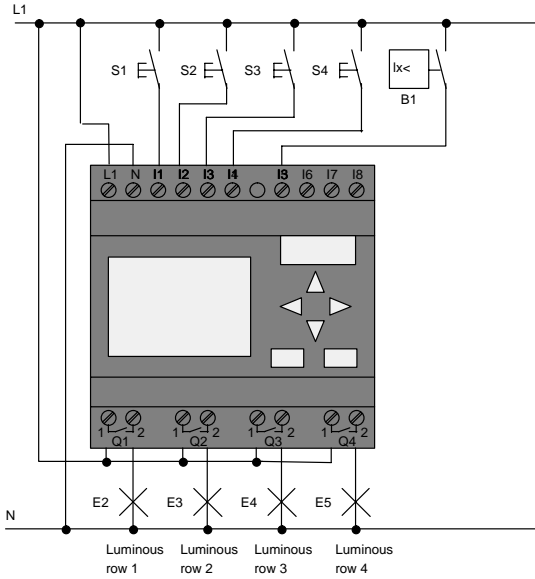 L1
S1 S2 S3 S4 Ix<
B1
L1 N I1 I2 I3 I4 I5 I6 I7 I8
1 2 1 2 1 2 1 2
Q1 Q2 Q3 Q4
E2 E3 E4 E5
N
Luminous Luminous Luminous Luminous
row 1 row 2 row 3 row 4